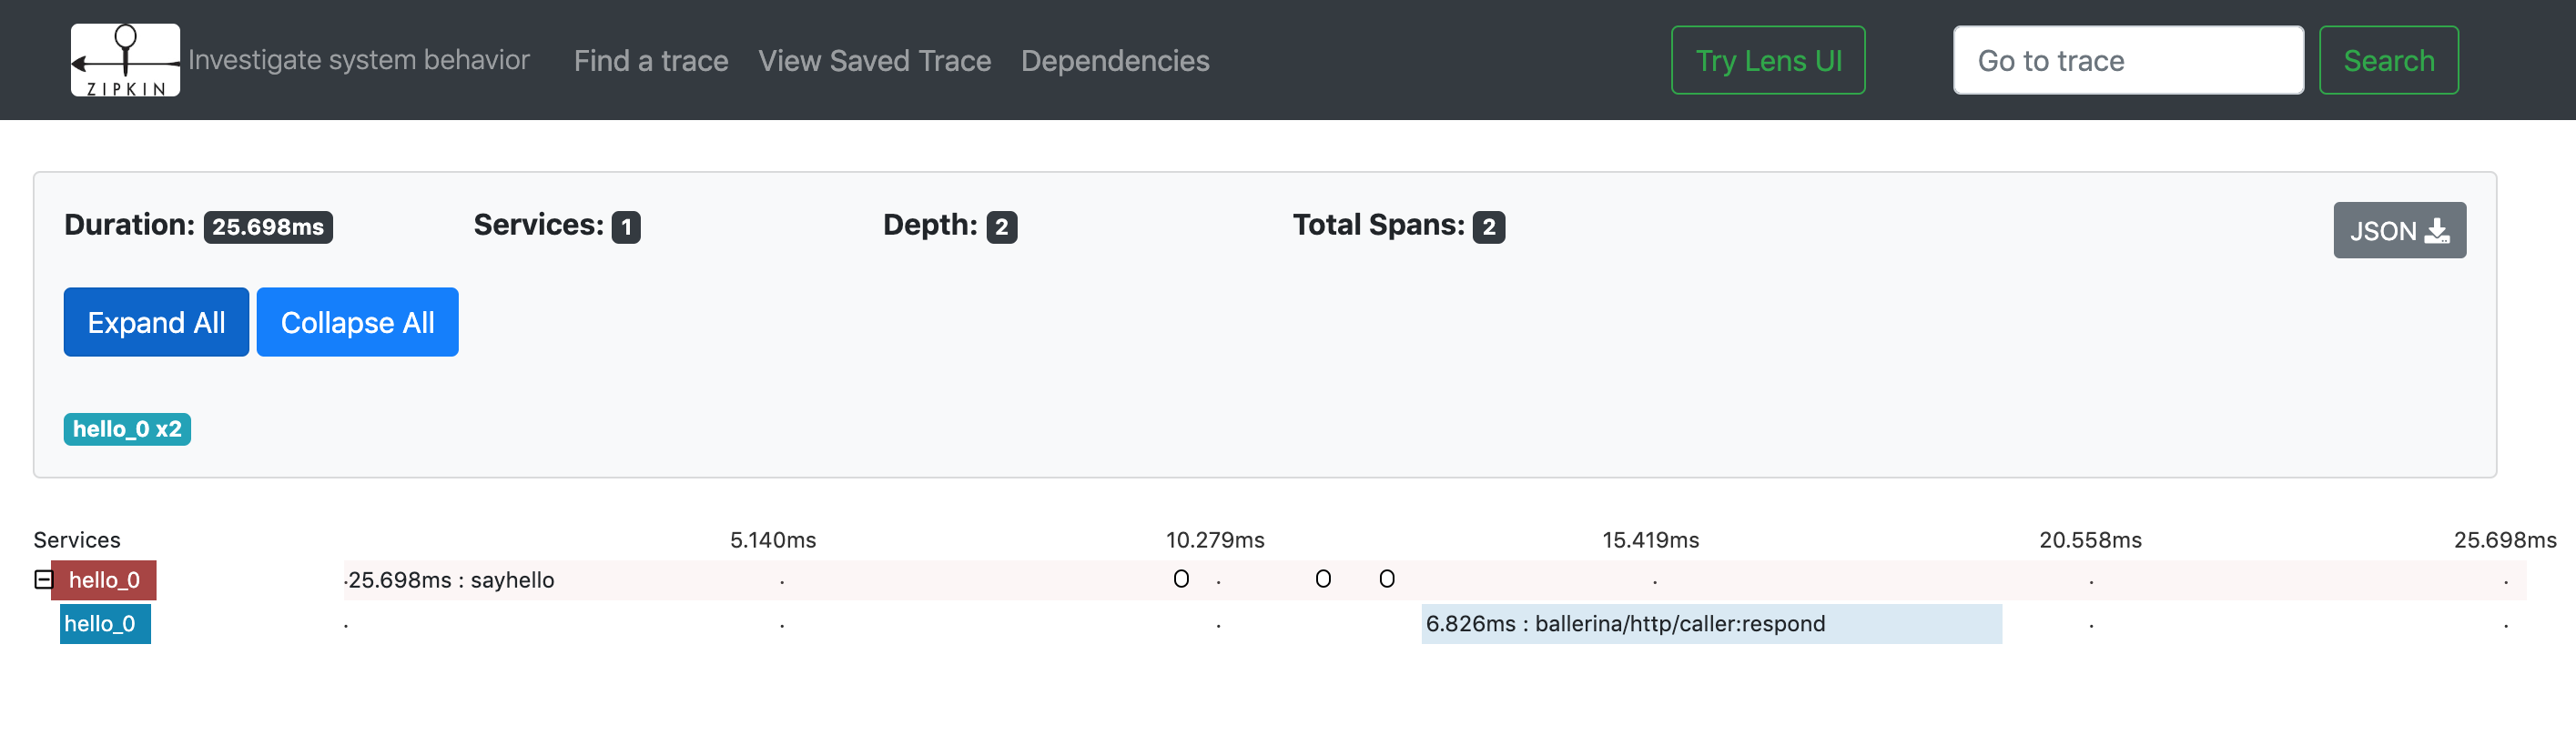 ZIPKIN Investigate system behavior Find a trace View Saved Trace Dependencies Try Lens UI Go to trace Search
Duration: 25.698ms Services: 1 Depth: 2 Total Spans: 2 JSON
Expand All Collapse All
hello_0 x2
Services 5.140ms 10.279ms 15.419ms 20.558ms 25.698ms
hello_0 25.698ms : sayhello
hello_0 6.826ms : ballerina/http/caller:respond